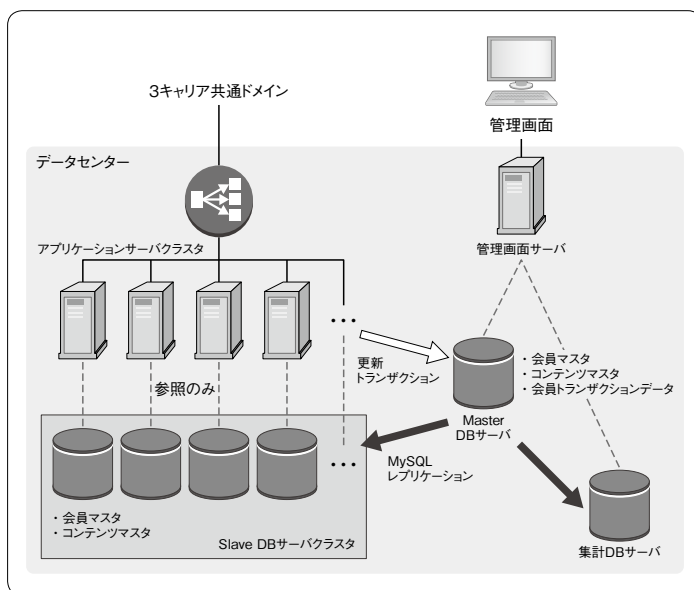 3キャリア共通ドメイン
管理画面
データセンター
アプリケーションサーバクラスタ
管理画面サーバ
…
更新
トランザクション
・会員マスタ
・コンテンツマスタ
・会員トランザクションデータ
参照のみ
Master
DBサーバ
…
MySQL
レプリケーション
・会員マスタ
・コンテンツマスタ
Slave DBサーバクラスタ
集計DBサーバ